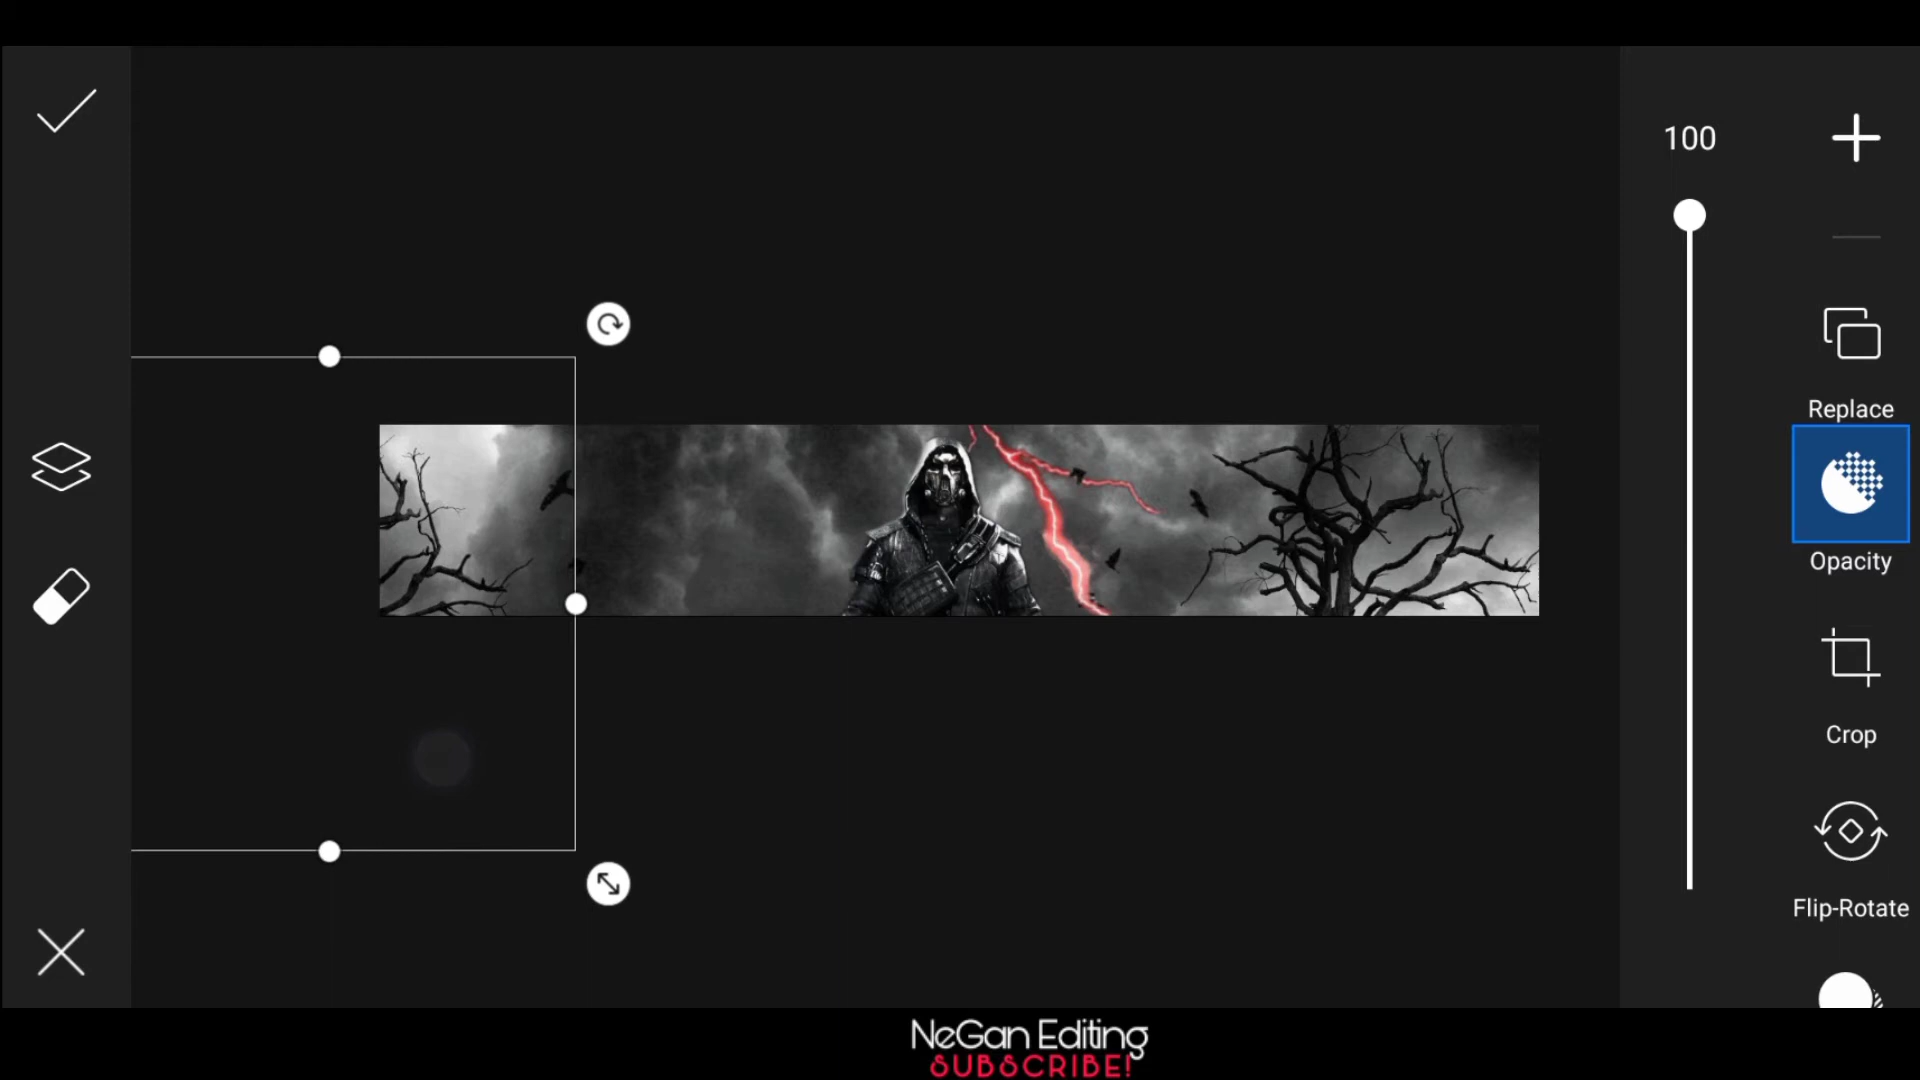 100
Replace
Opacity
Crop
Flip-Rotate
NeGan Editing
SUBSCRIBE!